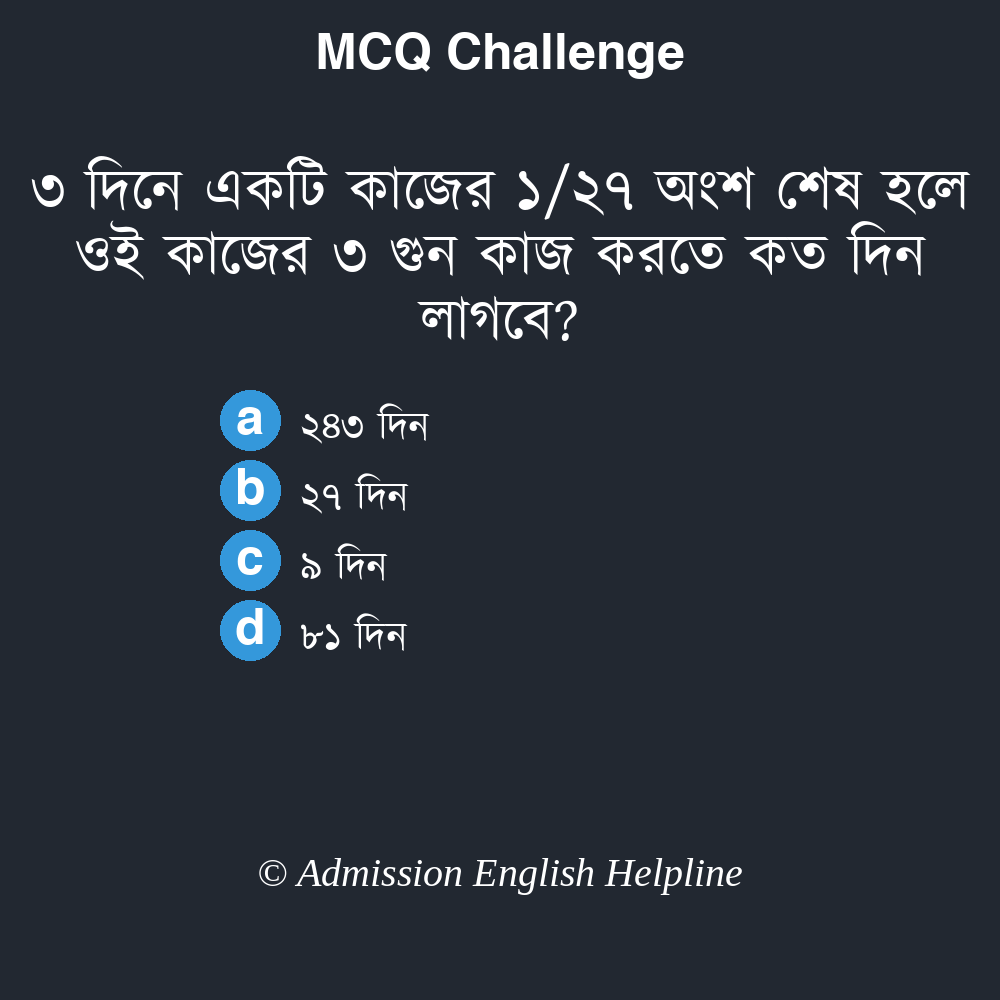 MCQ Challenge
৩ দিনে একটি কাজের ১/২৭ অংশ শেষ হলে
ওই কাজের ৩ গুন কাজ করতে কত দিন
লাগবে?
a ২৪৩ দিন
b ২৭ দিন
c ৯ দিন
d ৮১ দিন
© Admission English Helpline